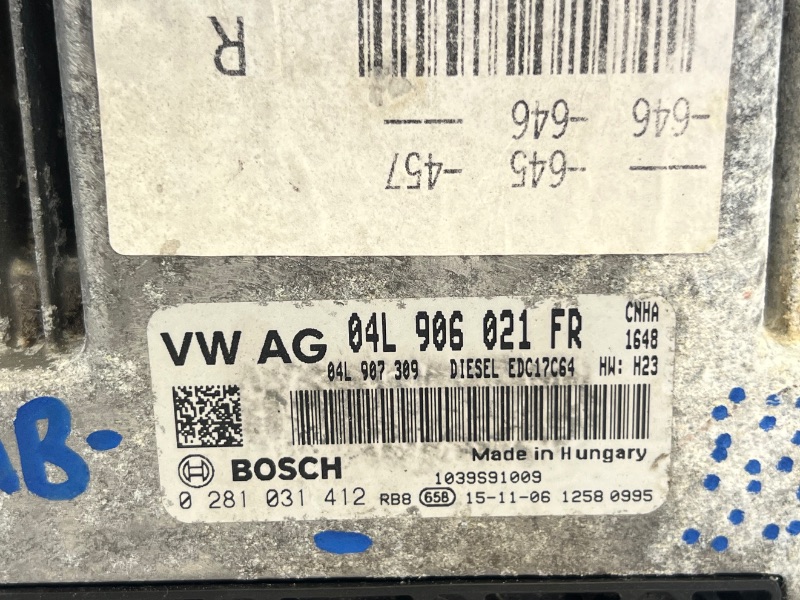 R
-646 -646 —
— -645 -457
VW AG 04L 906 021 FR CNHA
1648
04L 907 309 DIESEL EDC17C64 HW: H23
Made in Hungary
BOSCH 1039S91009
0 281 031 412 RB8 658 15-11-06 1258 0995